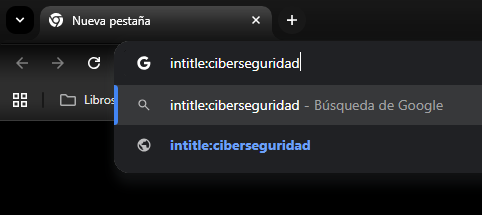 Nueva pestaña
intitle:ciberseguridad
Libros
intitle:ciberseguridad - Búsqueda de Google
intitle:ciberseguridad